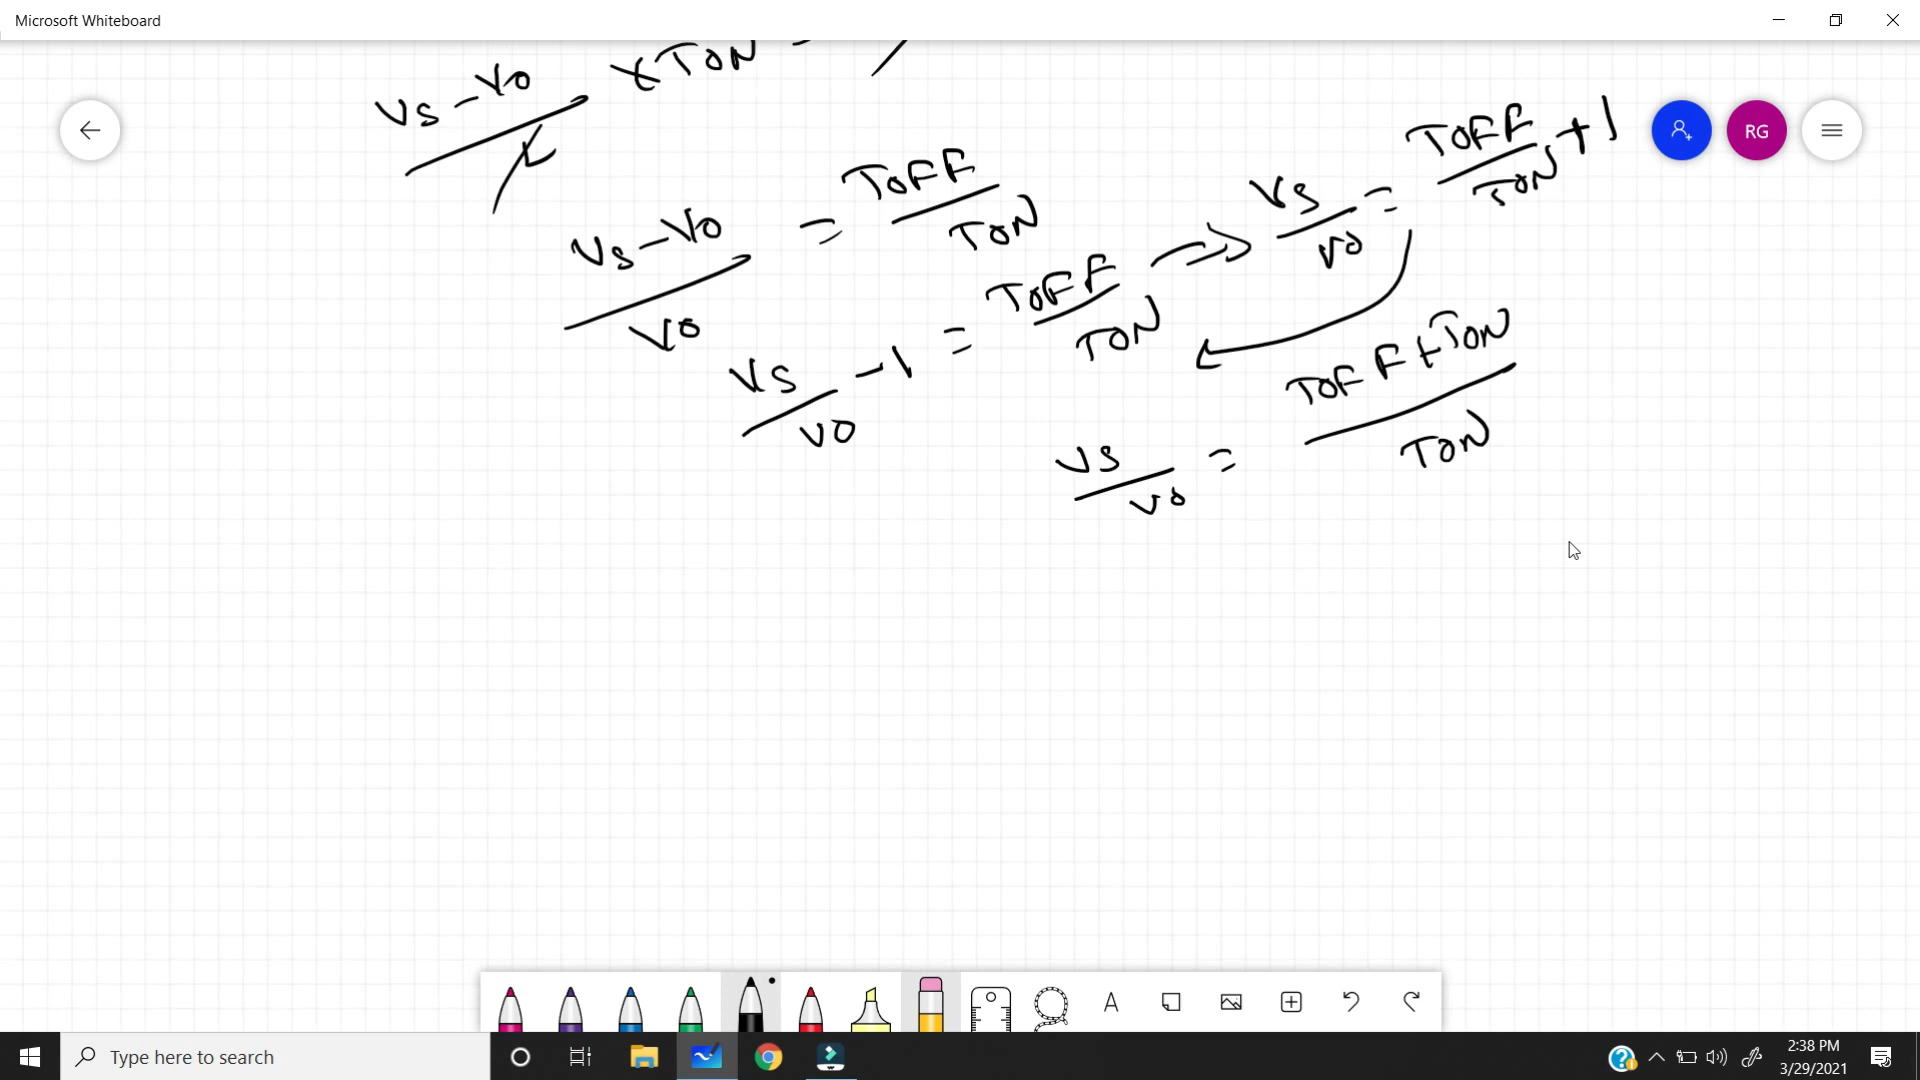 Microsoft Whiteboard
VS - VO / L × TON =
RG
VS - VO / VO = TOFF / TON
VS / VO - 1 = TOFF / TON => VS / VO = TOFF / TON + 1
VS / VO = TOFF + TON / TON
A
Type here to search
2:38 PM
3/29/2021